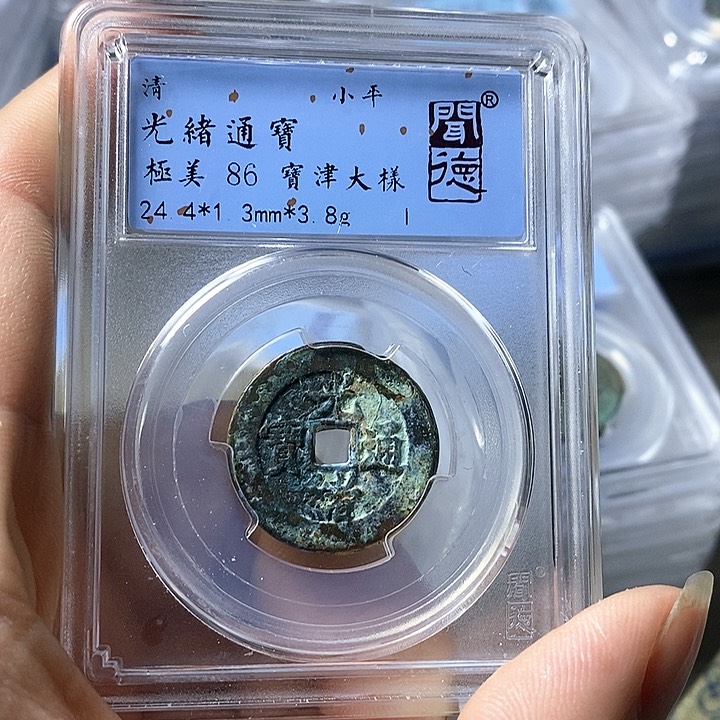 清 小平
光緒通寶
極美 86 寶津大樣
24.4*1.3mm*3.8g
聞德®
光緒通寶
聞德